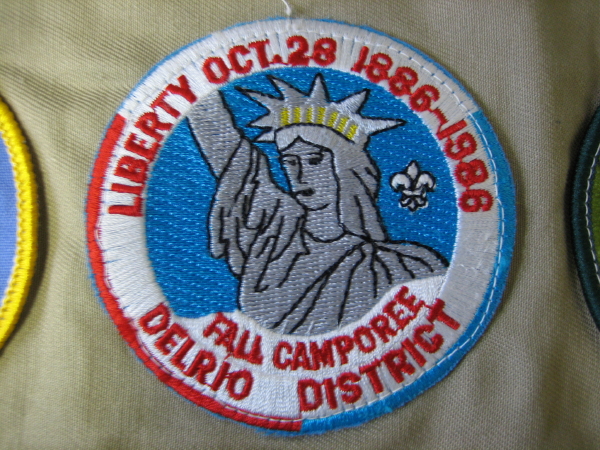 LIBERTY OCT. 28 1886-1986
FALL CAMPOREE
DELRIO DISTRICT